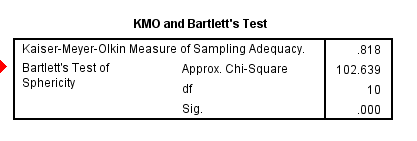 KMO and Bartlett's Test
Kaiser-Meyer-Olkin Measure of Sampling Adequacy. .818
Bartlett's Test of Sphericity Approx. Chi-Square 102.639
df 10
Sig. .000